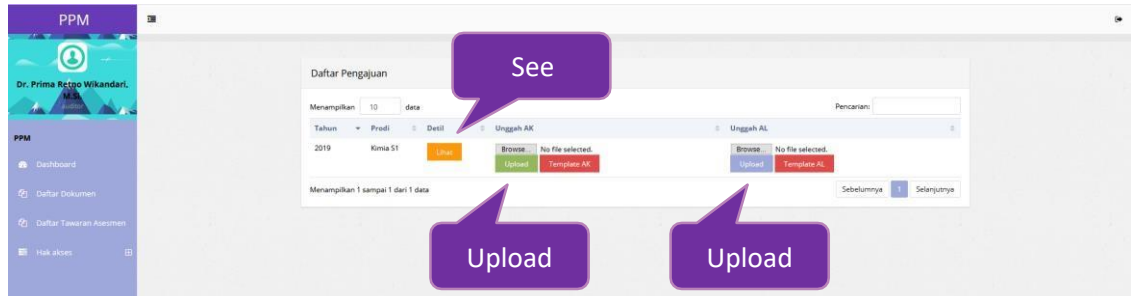 PPM
Dr. Prima Retno Wikandari,
M.Si.
auditor
PPM
Dashboard
Daftar Dokumen
Daftar Tawaran Asesmen
Hak akses
See
Daftar Pengajuan
Menampilkan 10 data
Pencarian:
Tahun Prodi Detil Unggah AK Unggah AL
2019 Kimia S1 Lihat Browse... No file selected. Browse... No file selected.
Upload Template AK Upload Template AL
Menampilkan 1 sampai 1 dari 1 data
Sebelumnya 1 Selanjutnya
Upload Upload